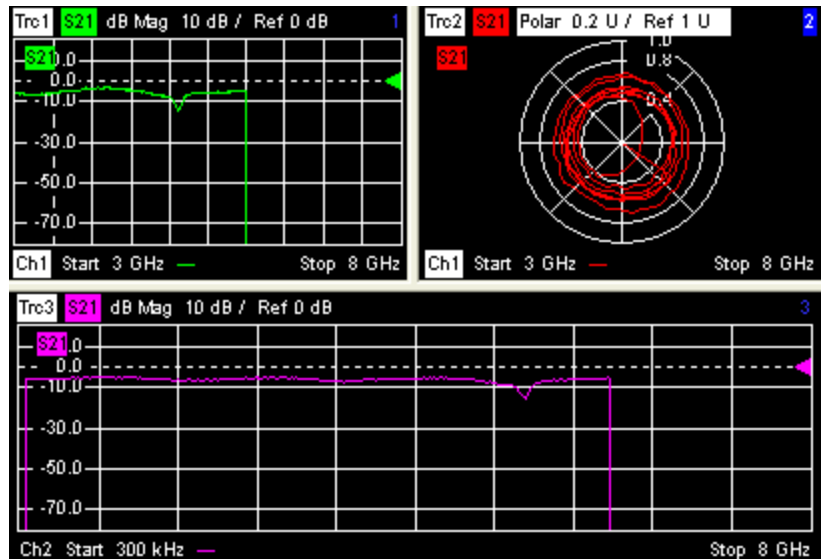 Trc1 S21 dB Mag 10 dB / Ref 0 dB 1
S21 0.0
0.0
-10.0
-30.0
-50.0
-70.0
Ch1 Start 3 GHz — Stop 8 GHz
Trc2 S21 Polar 0.2 U / Ref 1 U 2
S21
1.0
0.8
0.4
Ch1 Start 3 GHz — Stop 8 GHz
Trc3 S21 dB Mag 10 dB / Ref 0 dB 3
S21 .0
0.0
-10.0
-30.0
-50.0
-70.0
Ch2 Start 300 kHz — Stop 8 GHz